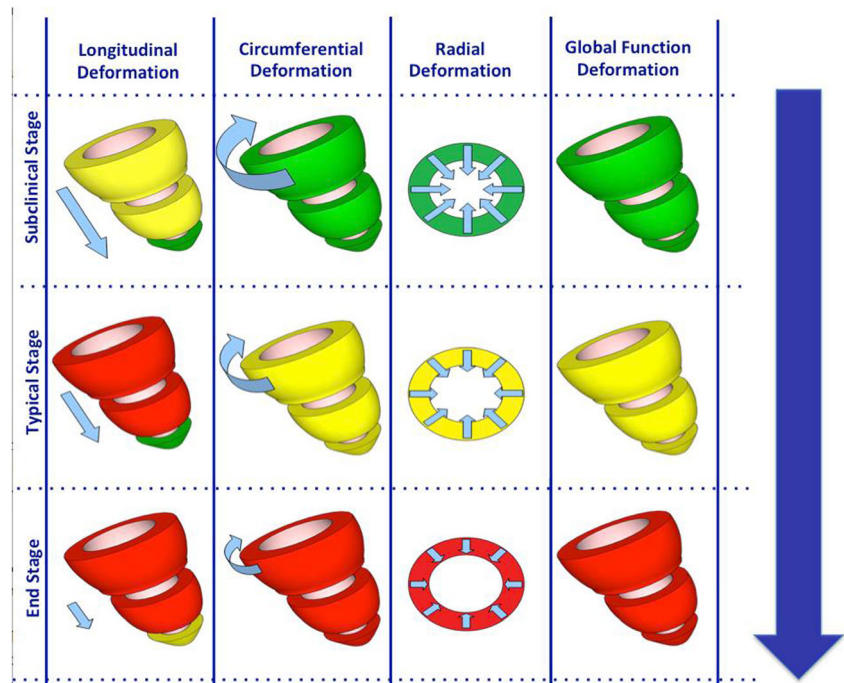 Longitudinal
Deformation
Circumferential
Deformation
Radial
Deformation
Global Function
Deformation
Subclinical Stage
Typical Stage
End Stage